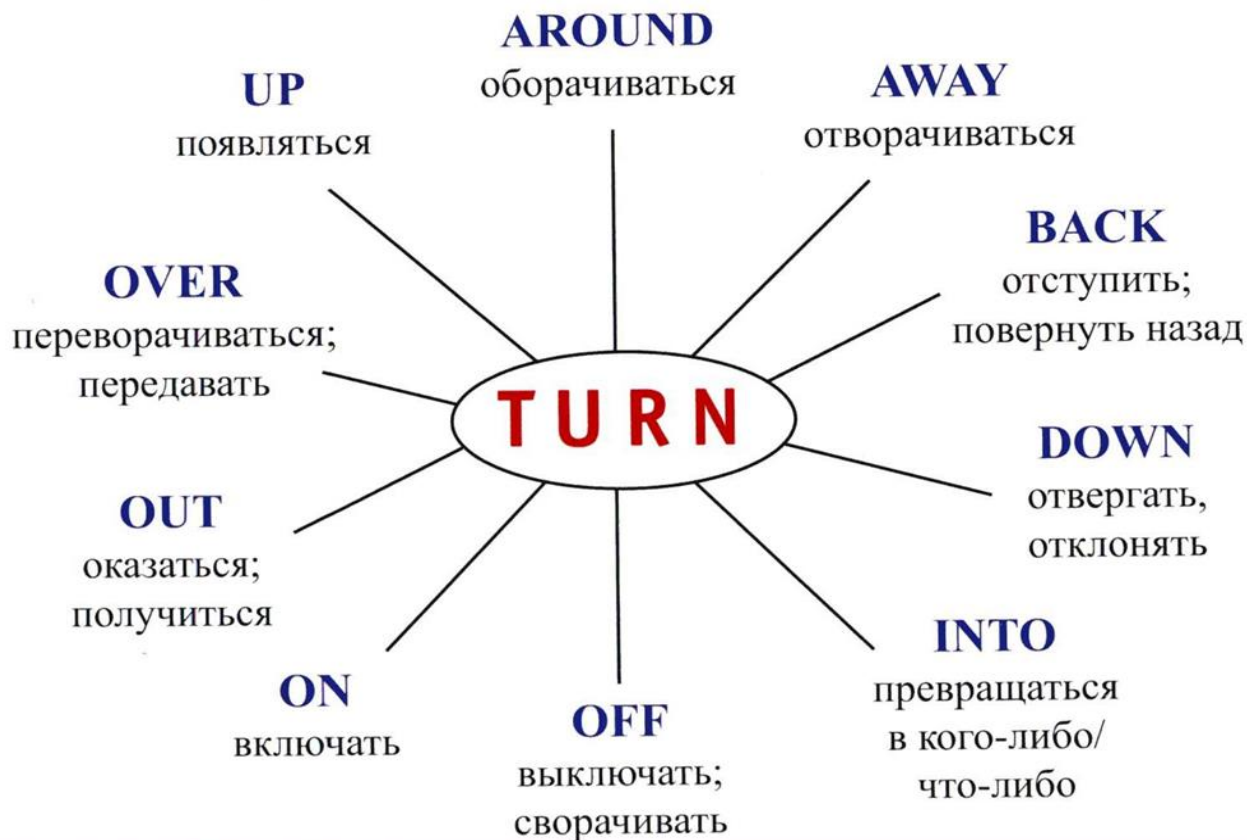 AROUND
оборачиваться
UP
появляться
AWAY
отворачиваться
BACK
отступить;
повернуть назад
OVER
переворачиваться;
передавать
TURN
DOWN
отвергать,
отклонять
OUT
оказаться;
получиться
INTO
превращаться
в кого-либо/
что-либо
ON
включать
OFF
выключать;
сворачивать